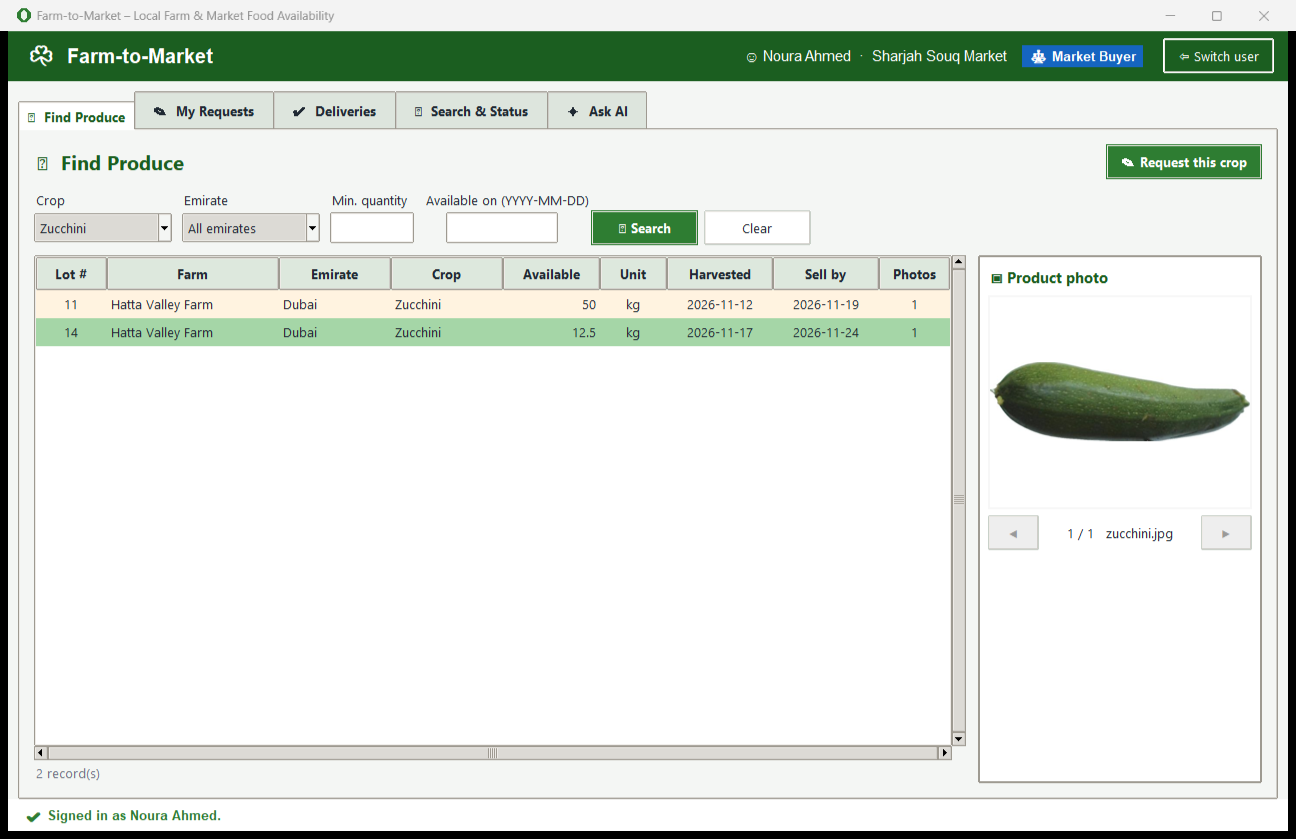 Farm-to-Market – Local Farm & Market Food Availability
Farm-to-Market
Noura Ahmed · Sharjah Souq Market
Market Buyer
⇦ Switch user
Find Produce
My Requests
Deliveries
Search & Status
Ask AI
Find Produce
Request this crop
Crop Emirate Min. quantity Available on (YYYY-MM-DD)
Zucchini All emirates Search Clear
Lot # Farm Emirate Crop Available Unit Harvested Sell by Photos
11 Hatta Valley Farm Dubai Zucchini 50 kg 2026-11-12 2026-11-19 1
14 Hatta Valley Farm Dubai Zucchini 12.5 kg 2026-11-17 2026-11-24 1
Product photo
1 / 1 zucchini.jpg
2 record(s)
Signed in as Noura Ahmed.